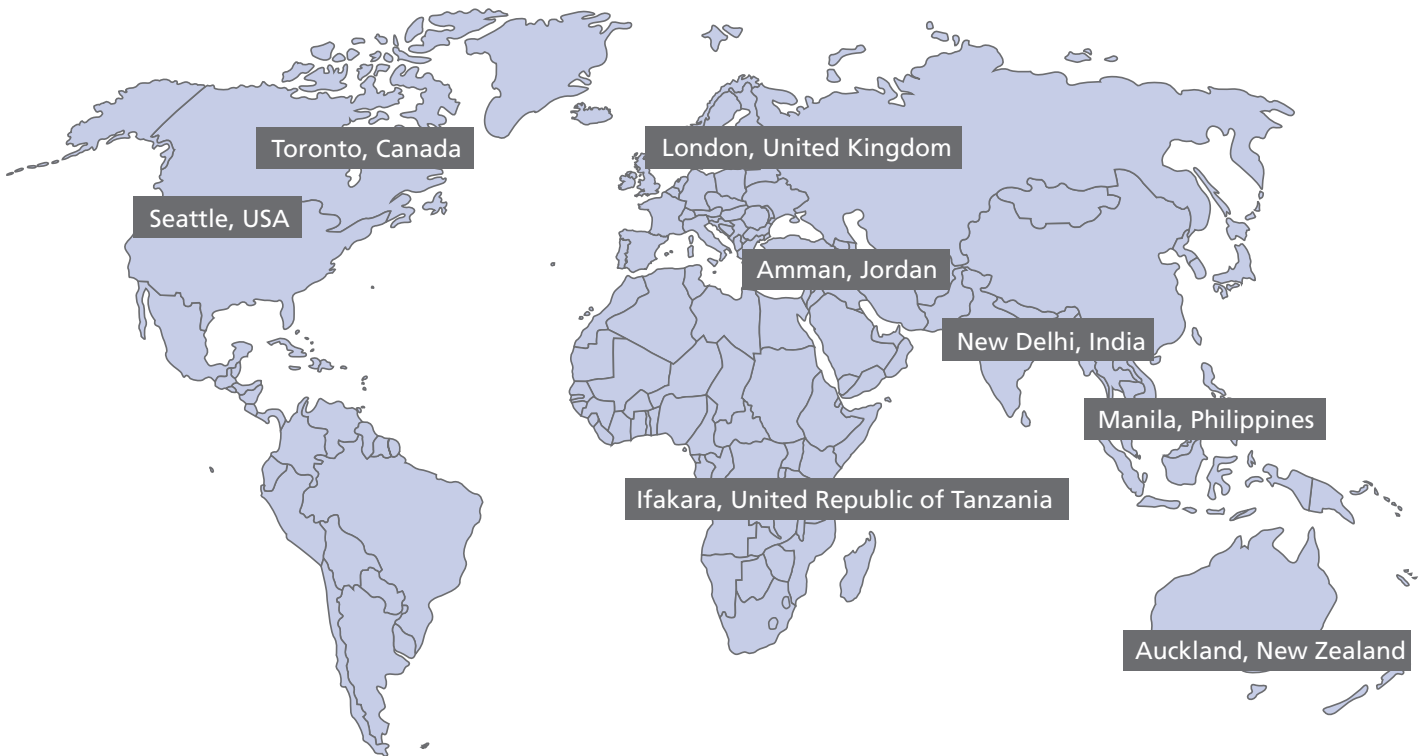 Toronto, Canada
London, United Kingdom
Seattle, USA
Amman, Jordan
New Delhi, India
Manila, Philippines
Ifakara, United Republic of Tanzania
Auckland, New Zealand